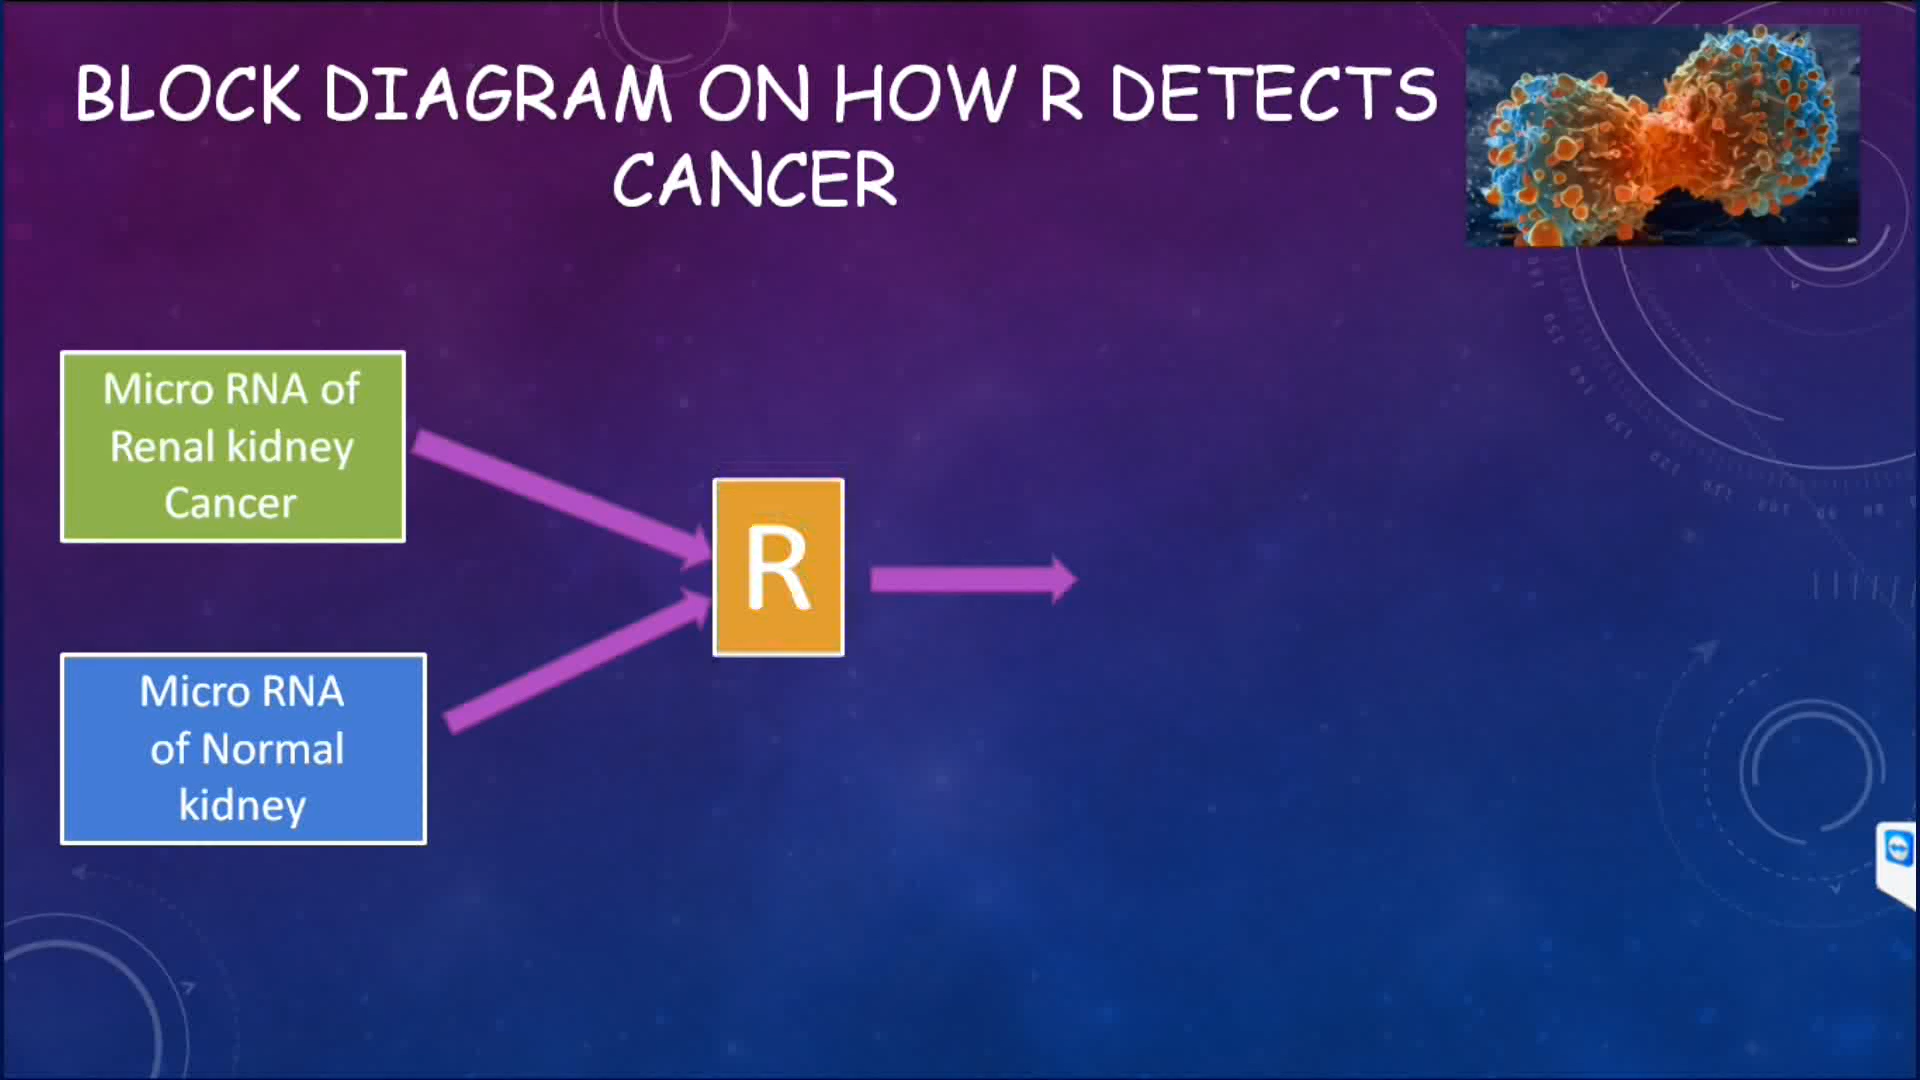 BLOCK DIAGRAM ON HOW R DETECTS
CANCER
Micro RNA of
Renal kidney
Cancer
R
Micro RNA
of Normal
kidney